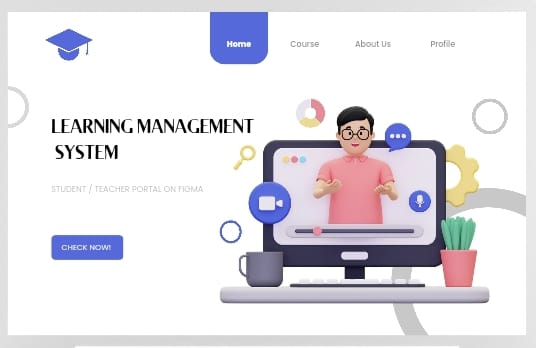 Home
Course
About Us
Profile
LEARNING MANAGEMENT
SYSTEM
STUDENT / TEACHER PORTAL ON FIGMA
CHECK NOW!